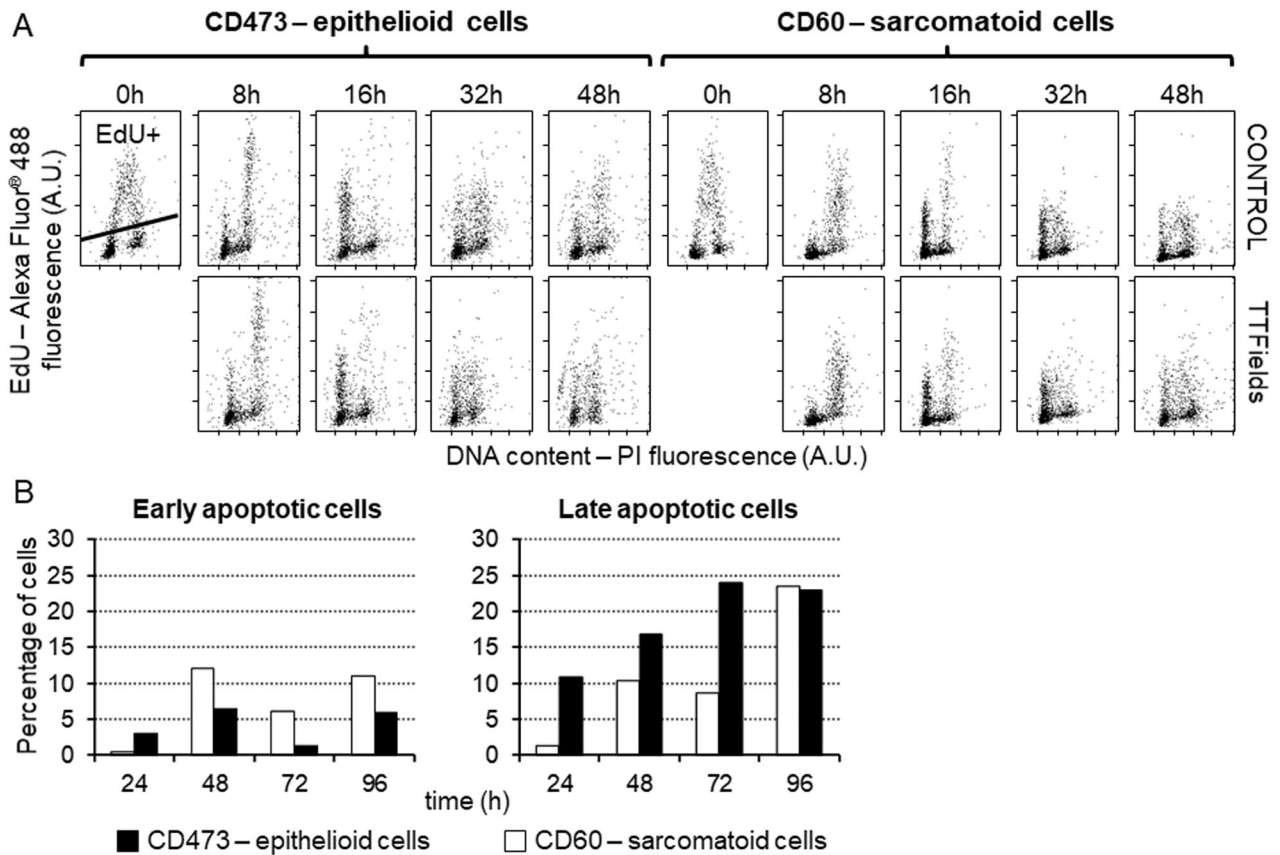 A
CD473 – epithelioid cells CD60 – sarcomatoid cells
0h 8h 16h 32h 48h 0h 8h 16h 32h 48h
EdU+
EdU – Alexa Fluor® 488
fluorescence (A.U.)
CONTROL
TTFields
DNA content – PI fluorescence (A.U.)
B
Early apoptotic cells Late apoptotic cells
Percentage of cells
30 30
25 25
20 20
15 15
10 10
5 5
0 0
24 48 72 96 24 48 72 96
time (h)
CD473 – epithelioid cells CD60 – sarcomatoid cells